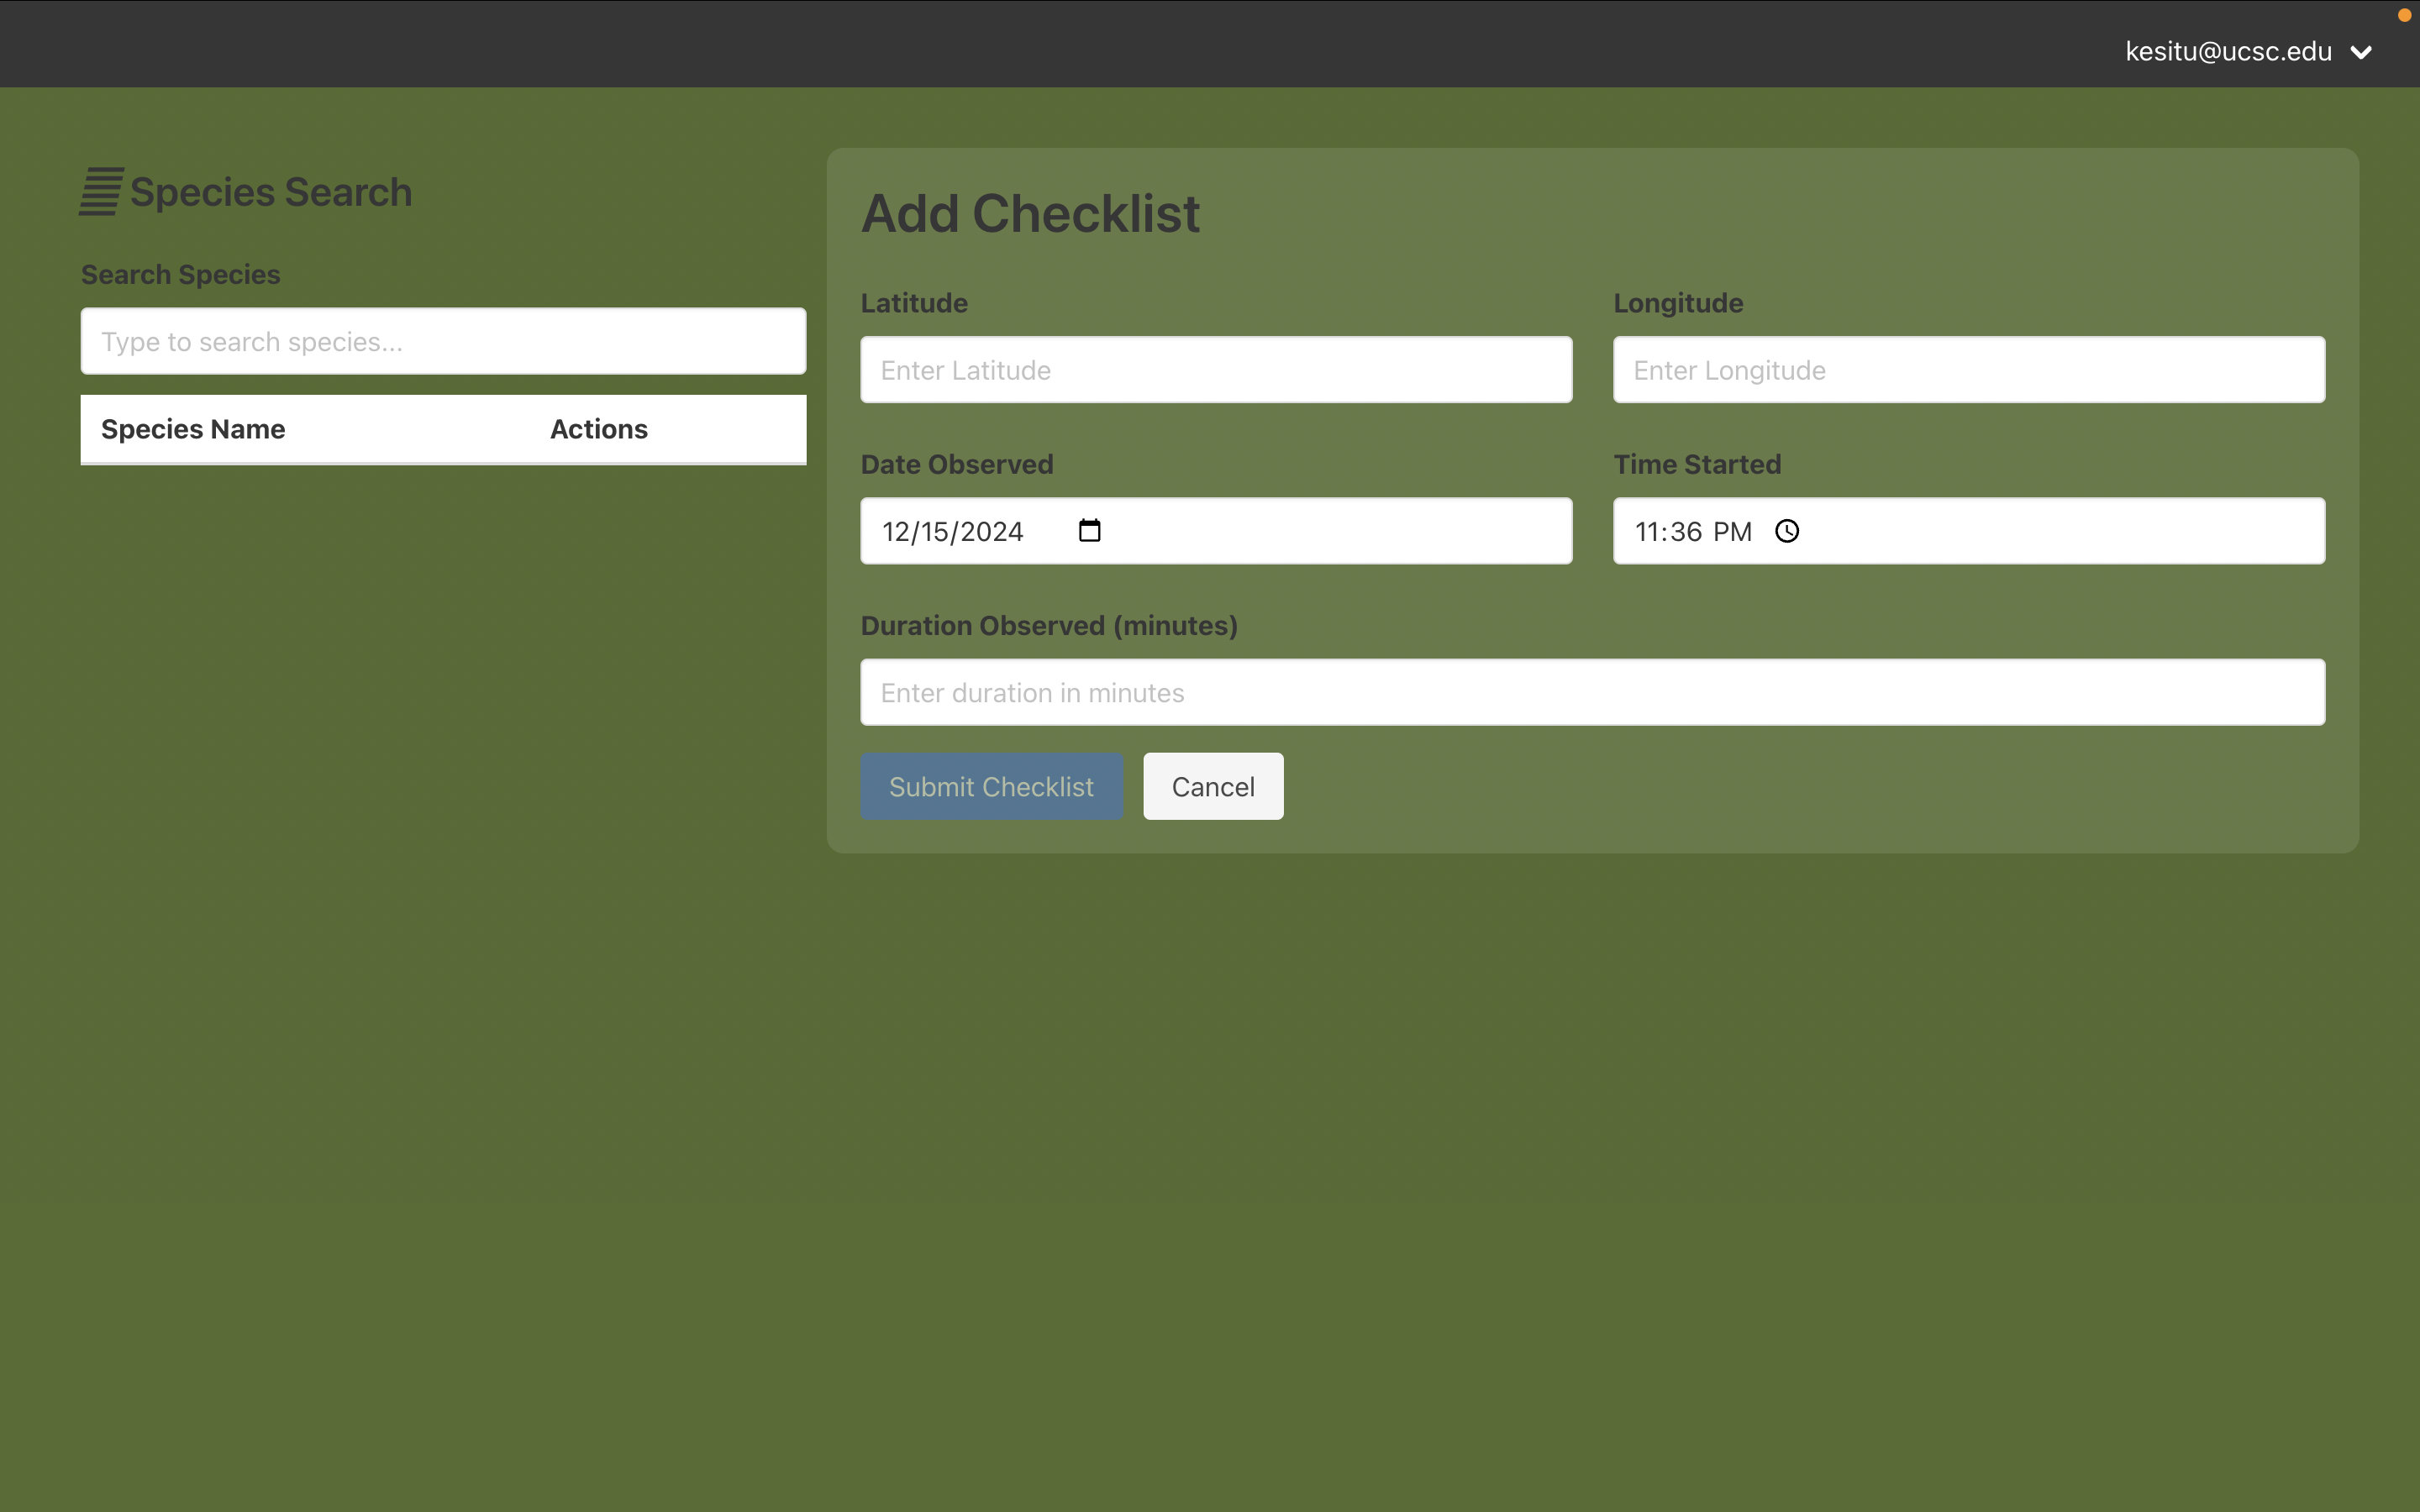 kesitu@ucsc.edu
Species Search
Search Species
Type to search species...
Species Name Actions
Add Checklist
Latitude Longitude
Enter Latitude Enter Longitude
Date Observed Time Started
12/15/2024 11:36 PM
Duration Observed (minutes)
Enter duration in minutes
Submit Checklist Cancel